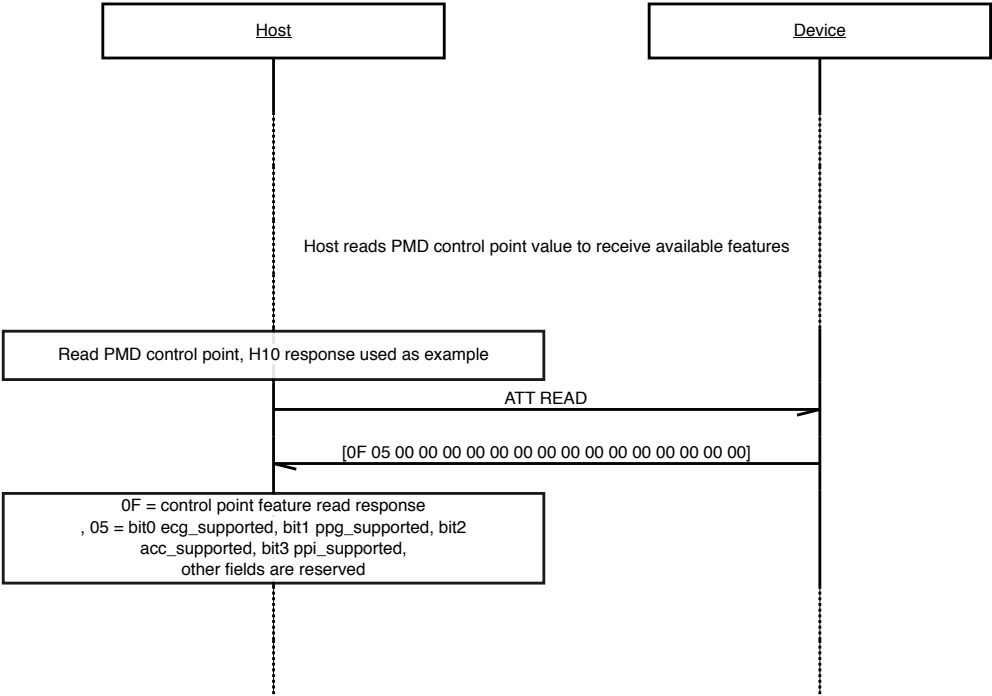 Host
Device
Host reads PMD control point value to receive available features
Read PMD control point, H10 response used as example
ATT READ
[0F 05 00 00 00 00 00 00 00 00 00 00 00 00 00 00 00]
0F = control point feature read response
, 05 = bit0 ecg_supported, bit1 ppg_supported, bit2
acc_supported, bit3 ppi_supported,
other fields are reserved